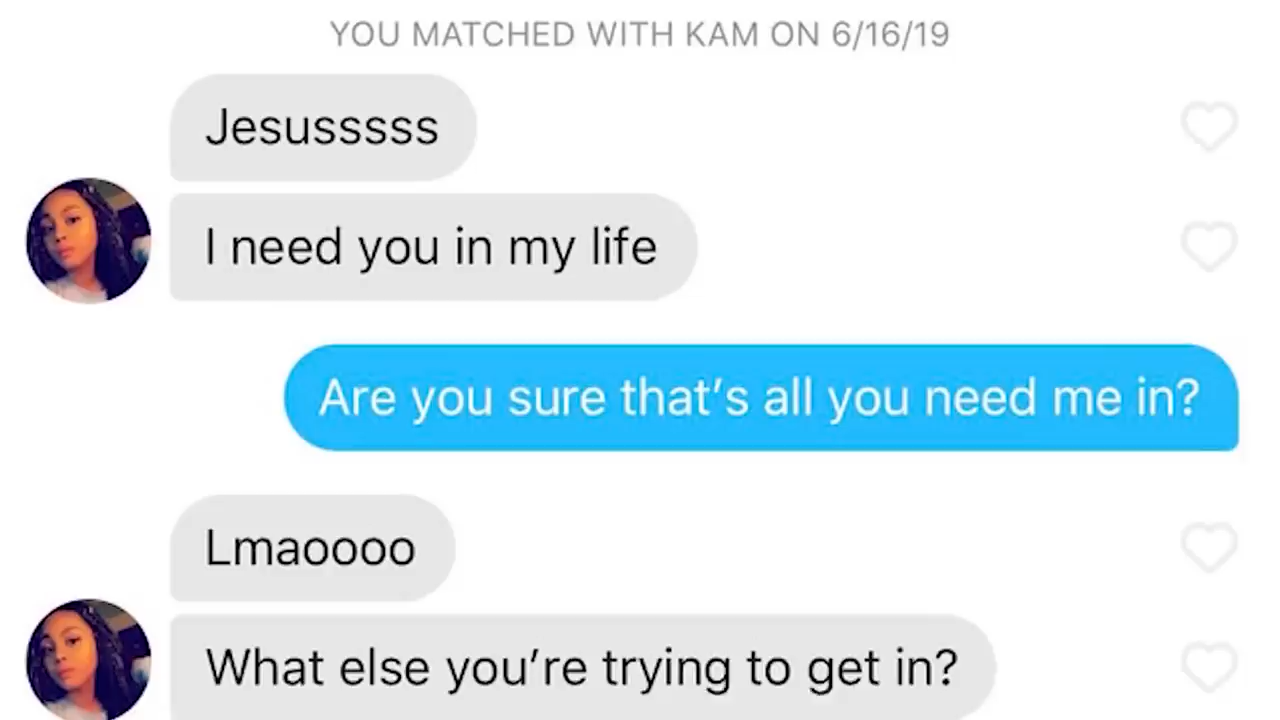 YOU MATCHED WITH KAM ON 6/16/19
Jesusssss
I need you in my life
Are you sure that’s all you need me in?
Lmaoooo
What else you’re trying to get in?